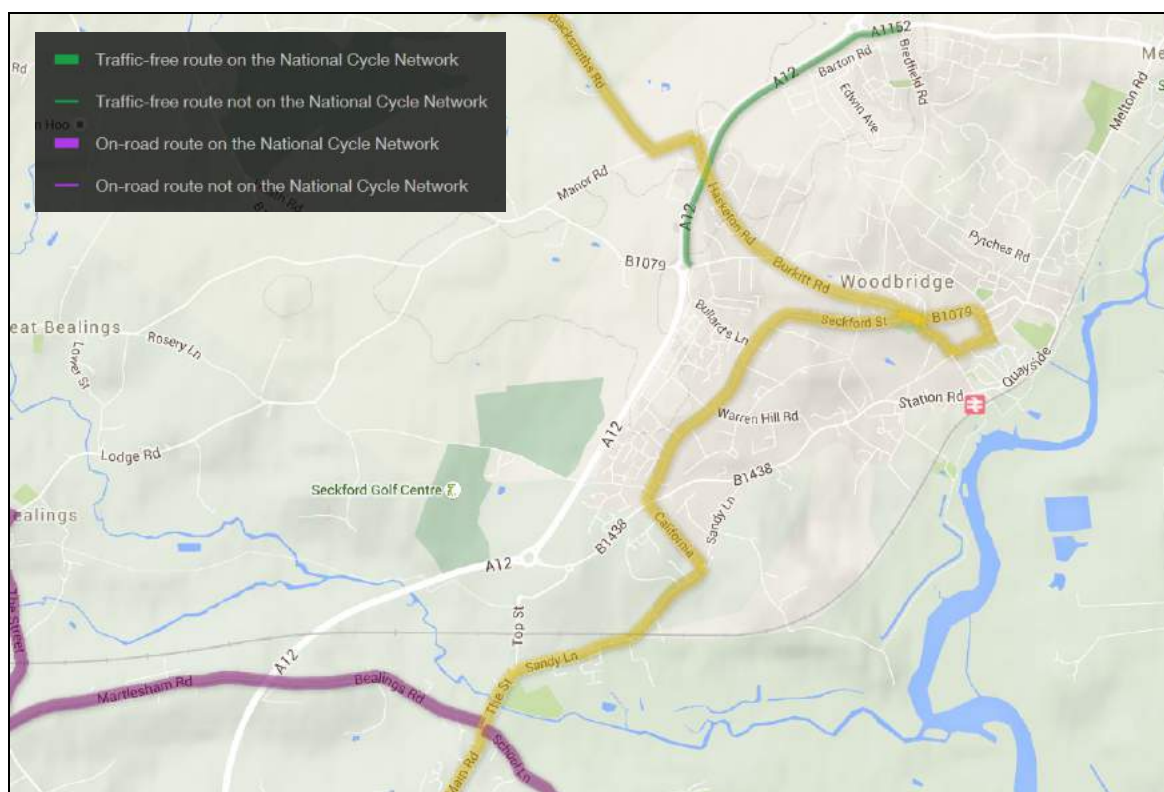 Traffic-free route on the National Cycle Network
Traffic-free route not on the National Cycle Network
On-road route on the National Cycle Network
On-road route not on the National Cycle Network
Blacksmiths Rd
A1152
A12
Barton Rd
Bredfield Rd
Edwin Ave
Melton Rd
Rd
Manor Rd
A12
Hasketon Rd
B1079
Burkitt Rd
Pytches Rd
Woodbridge
Seckford St
B1079
Bullard's Ln
eat Bealings
Rosery Ln
Lower St
Quayside
Station Rd
Warren Hill Rd
A12
Lodge Rd
B1438
Seckford Golf Centre
ealings
California
Sandy Ln
B1438
A12
Top St
The Street
A12
Sandy Ln
Martlesham Rd
Bealings Rd
The St
School Ln
Main Rd